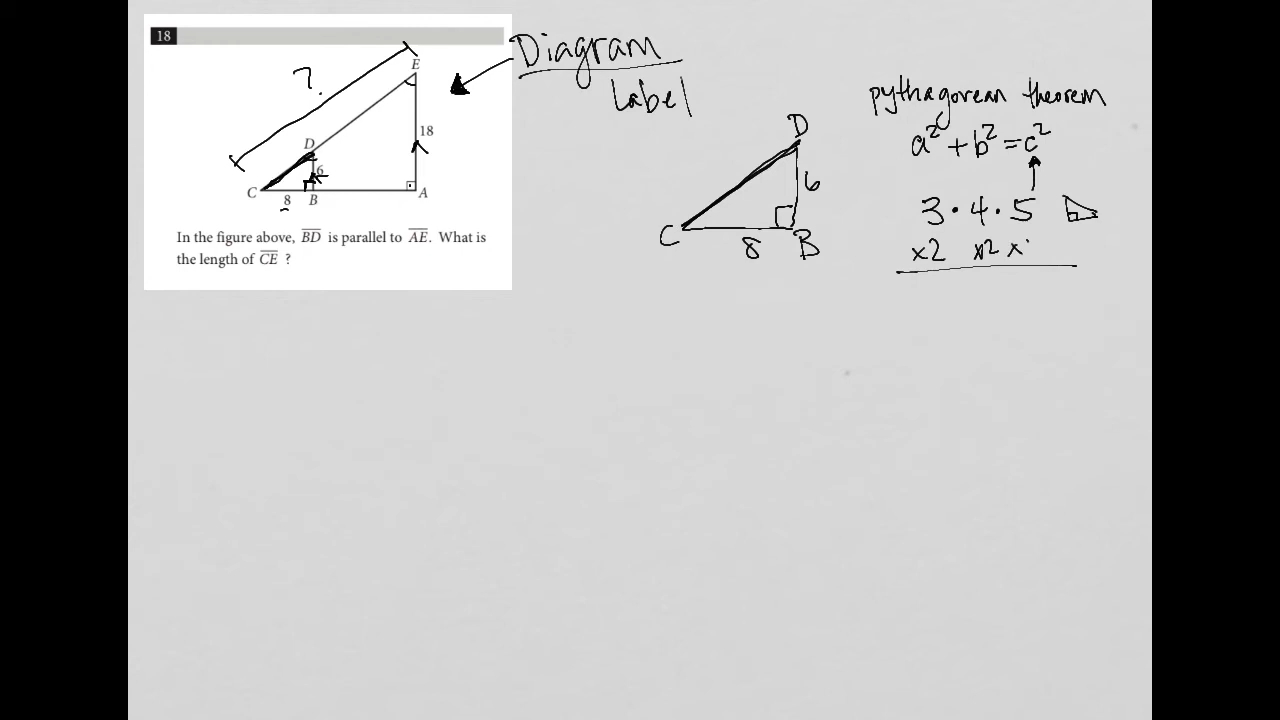 18
?
E
18
D
6
C
8
B
A
In the figure above, BD is parallel to AE. What is
the length of CE ?
Diagram
Label
D
6
C
8
B
pythagorean theorem
a² + b² = c²
3 · 4 · 5
x2 x2 x